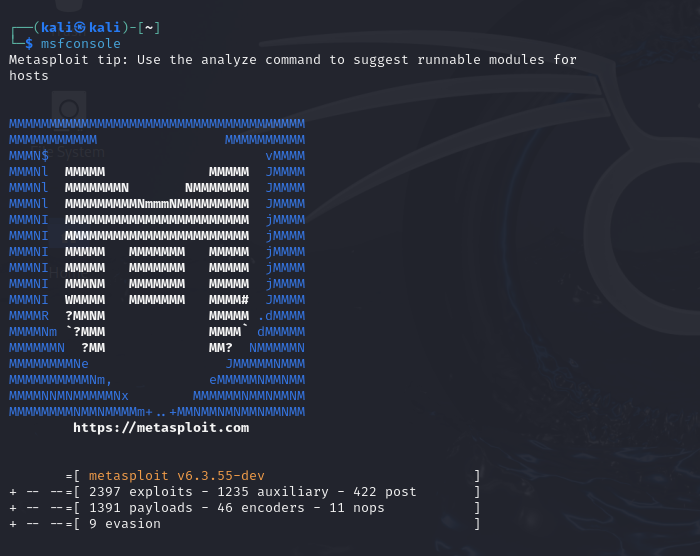 ┌──(kali㉿kali)-[~]
└─$ msfconsole
Metasploit tip: Use the analyze command to suggest runnable modules for
hosts
MMMMMMMMMMMMMMMMMMMMMMMMMMMMMMMMMMMMM
MMMMMMMMMMM                MMMMMMMMMM
MMMN$                           vMMMM
MMMNl  MMMMM             MMMMM  JMMMM
MMMNl  MMMMMMMN       NMMMMMMM  JMMMM
MMMNl  MMMMMMMMMNmmmNMMMMMMMMM  JMMMM
MMMNI  MMMMMMMMMMMMMMMMMMMMMMM  jMMMM
MMMNI  MMMMMMMMMMMMMMMMMMMMMMM  jMMMM
MMMNI  MMMMM   MMMMMMM   MMMMM  jMMMM
MMMNI  MMMMM   MMMMMMM   MMMMM  jMMMM
MMMNI  MMMNM   MMMMMMM   MMMMM  jMMMM
MMMNI  WMMMM   MMMMMMM   MMMM#  JMMMM
MMMMR  ?MMNM             MMMMM .dMMMM
MMMMNm `?MMM             MMMM` dMMMMM
MMMMMMN  ?MM             MM?  NMMMMMN
MMMMMMMMNe                 JMMMMMNMMM
MMMMMMMMMMNm,            eMMMMMNMMNMM
MMMMNNMNMMMMMNx        MMMMMMNMMNMMNM
MMMMMMMMNMMNMMMMm+..+MMNMMNMNMMNMMNMM
https://metasploit.com
=[ metasploit v6.3.55-dev ]
+ -- --=[ 2397 exploits - 1235 auxiliary - 422 post ]
+ -- --=[ 1391 payloads - 46 encoders - 11 nops ]
+ -- --=[ 9 evasion ]